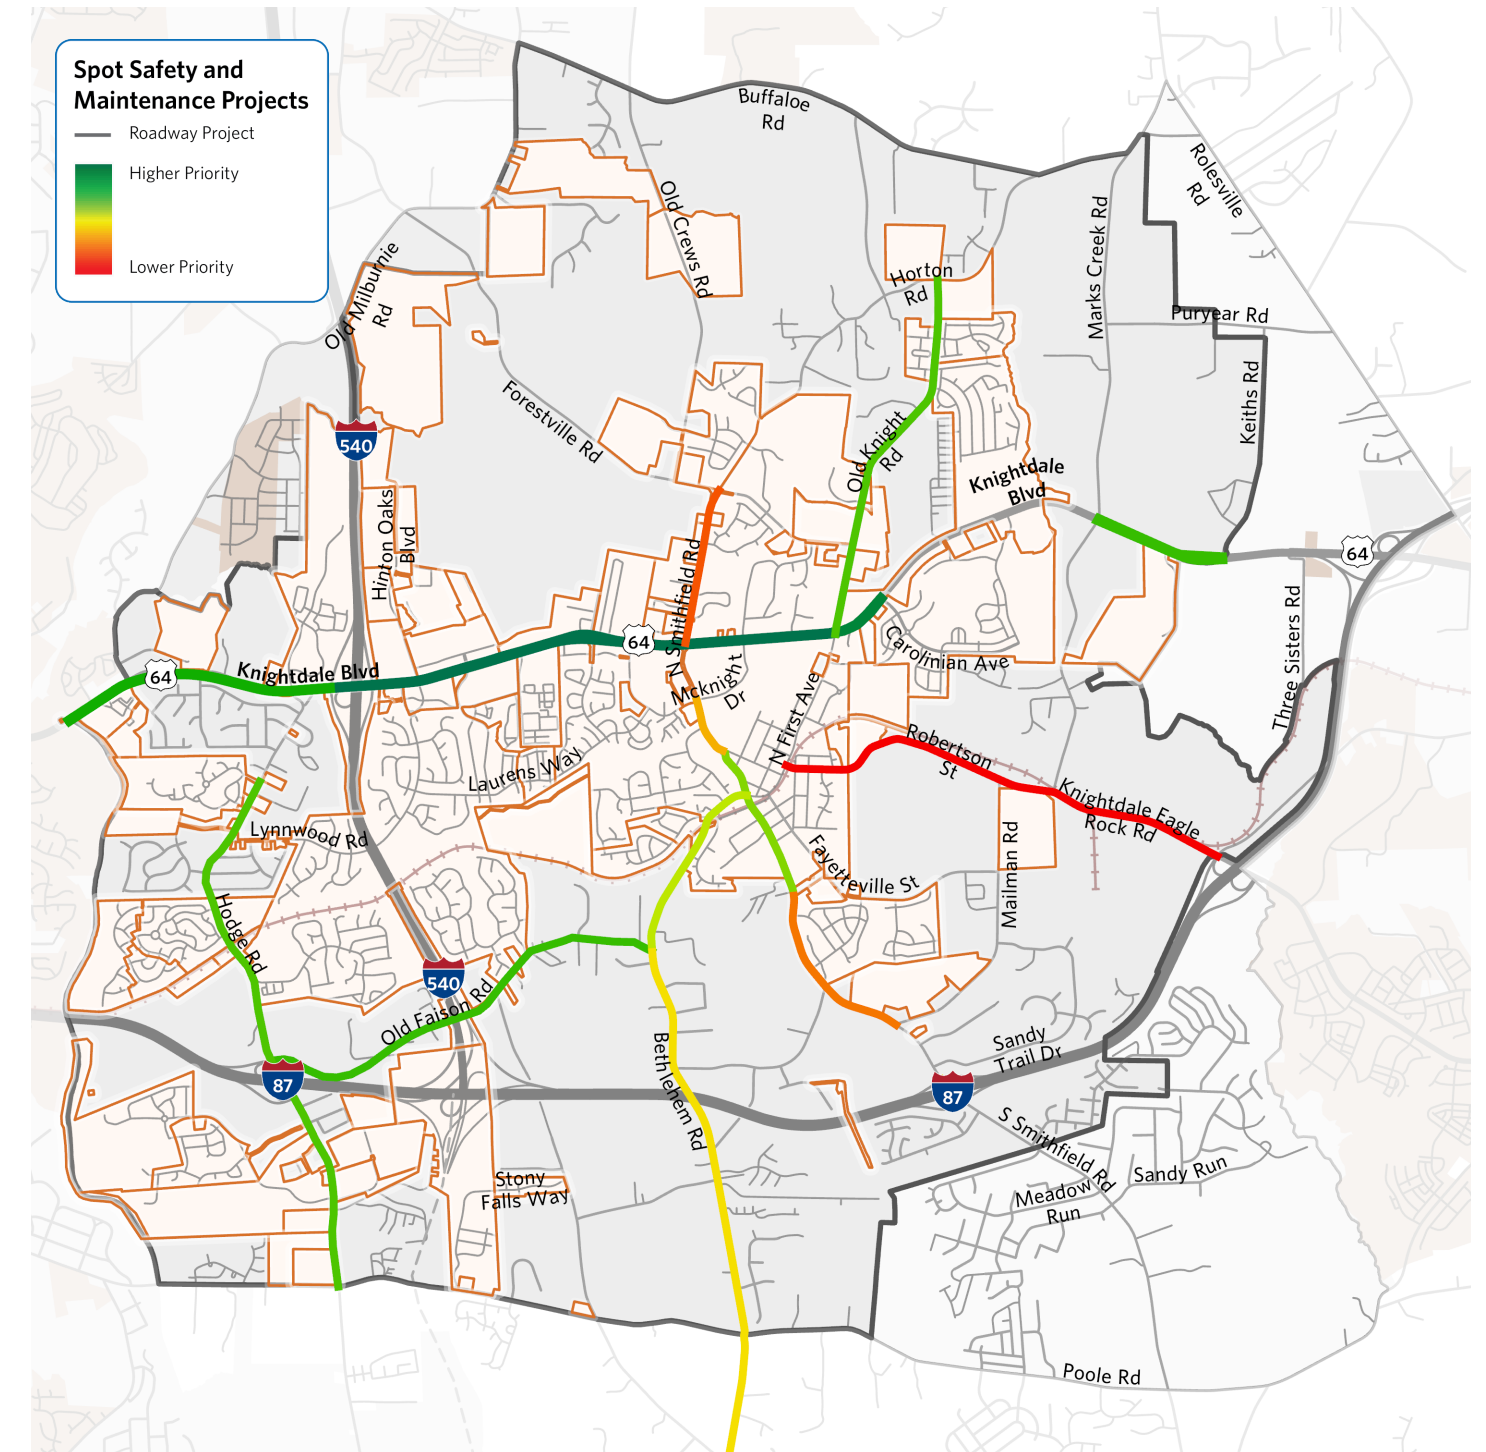 Spot Safety and
Maintenance Projects
Roadway Project
Higher Priority
Lower Priority
Buffaloe
Rd
Rolesville
Rd
Old Crews Rd
Marks Creek Rd
Old Milburnie
Rd
Horton
Rd
Puryear Rd
Keiths Rd
Forestville Rd
Old Knight
Rd
540
Knightdale
Blvd
Hinton Oaks
Blvd
64
N Smithfield Rd
Three Sisters Rd
64
Carolinian Ave
64
Knightdale Blvd
Mcknight
Dr
N First Ave
Robertson
St
Laurens Way
Knightdale Eagle
Rock Rd
Lynnwood Rd
Fayetteville St
Mailman Rd
Hodge Rd
540
Old Faison Rd
Sandy
Trail Dr
Bethlehem Rd
87
87
S Smithfield Rd
Sandy Run
Stony
Falls Way
Meadow
Run
Poole Rd